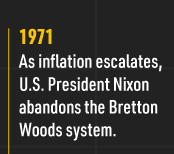 1971
As inflation escalates,
U.S. President Nixon
abandons the Bretton
Woods system.